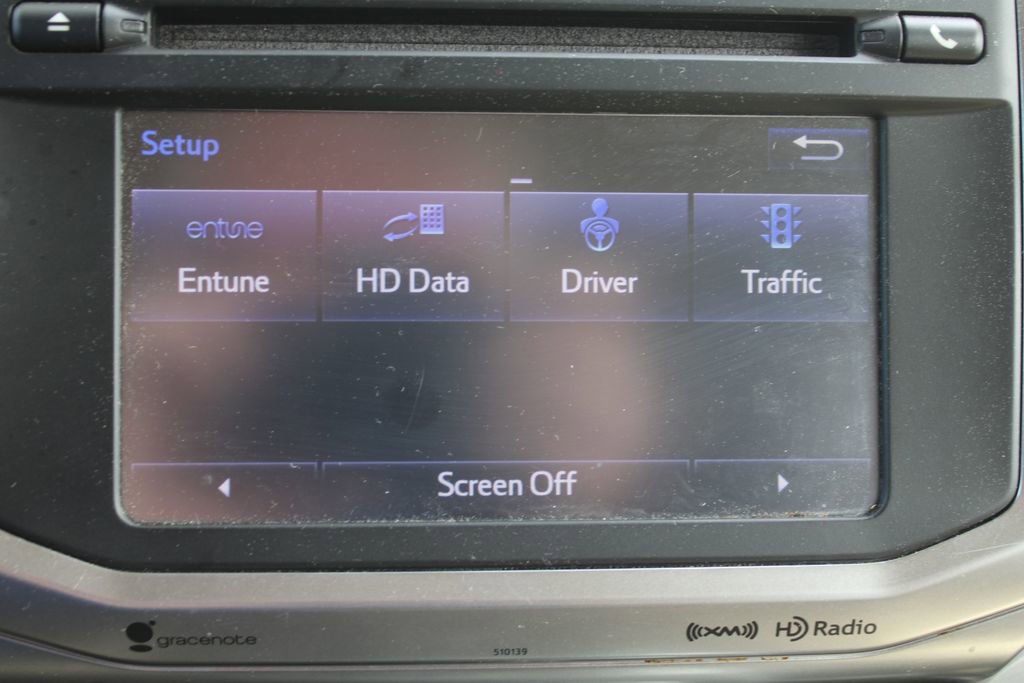 Setup
entune
Entune HD Data Driver Traffic
Screen Off
gracenote 510139 XM HD Radio